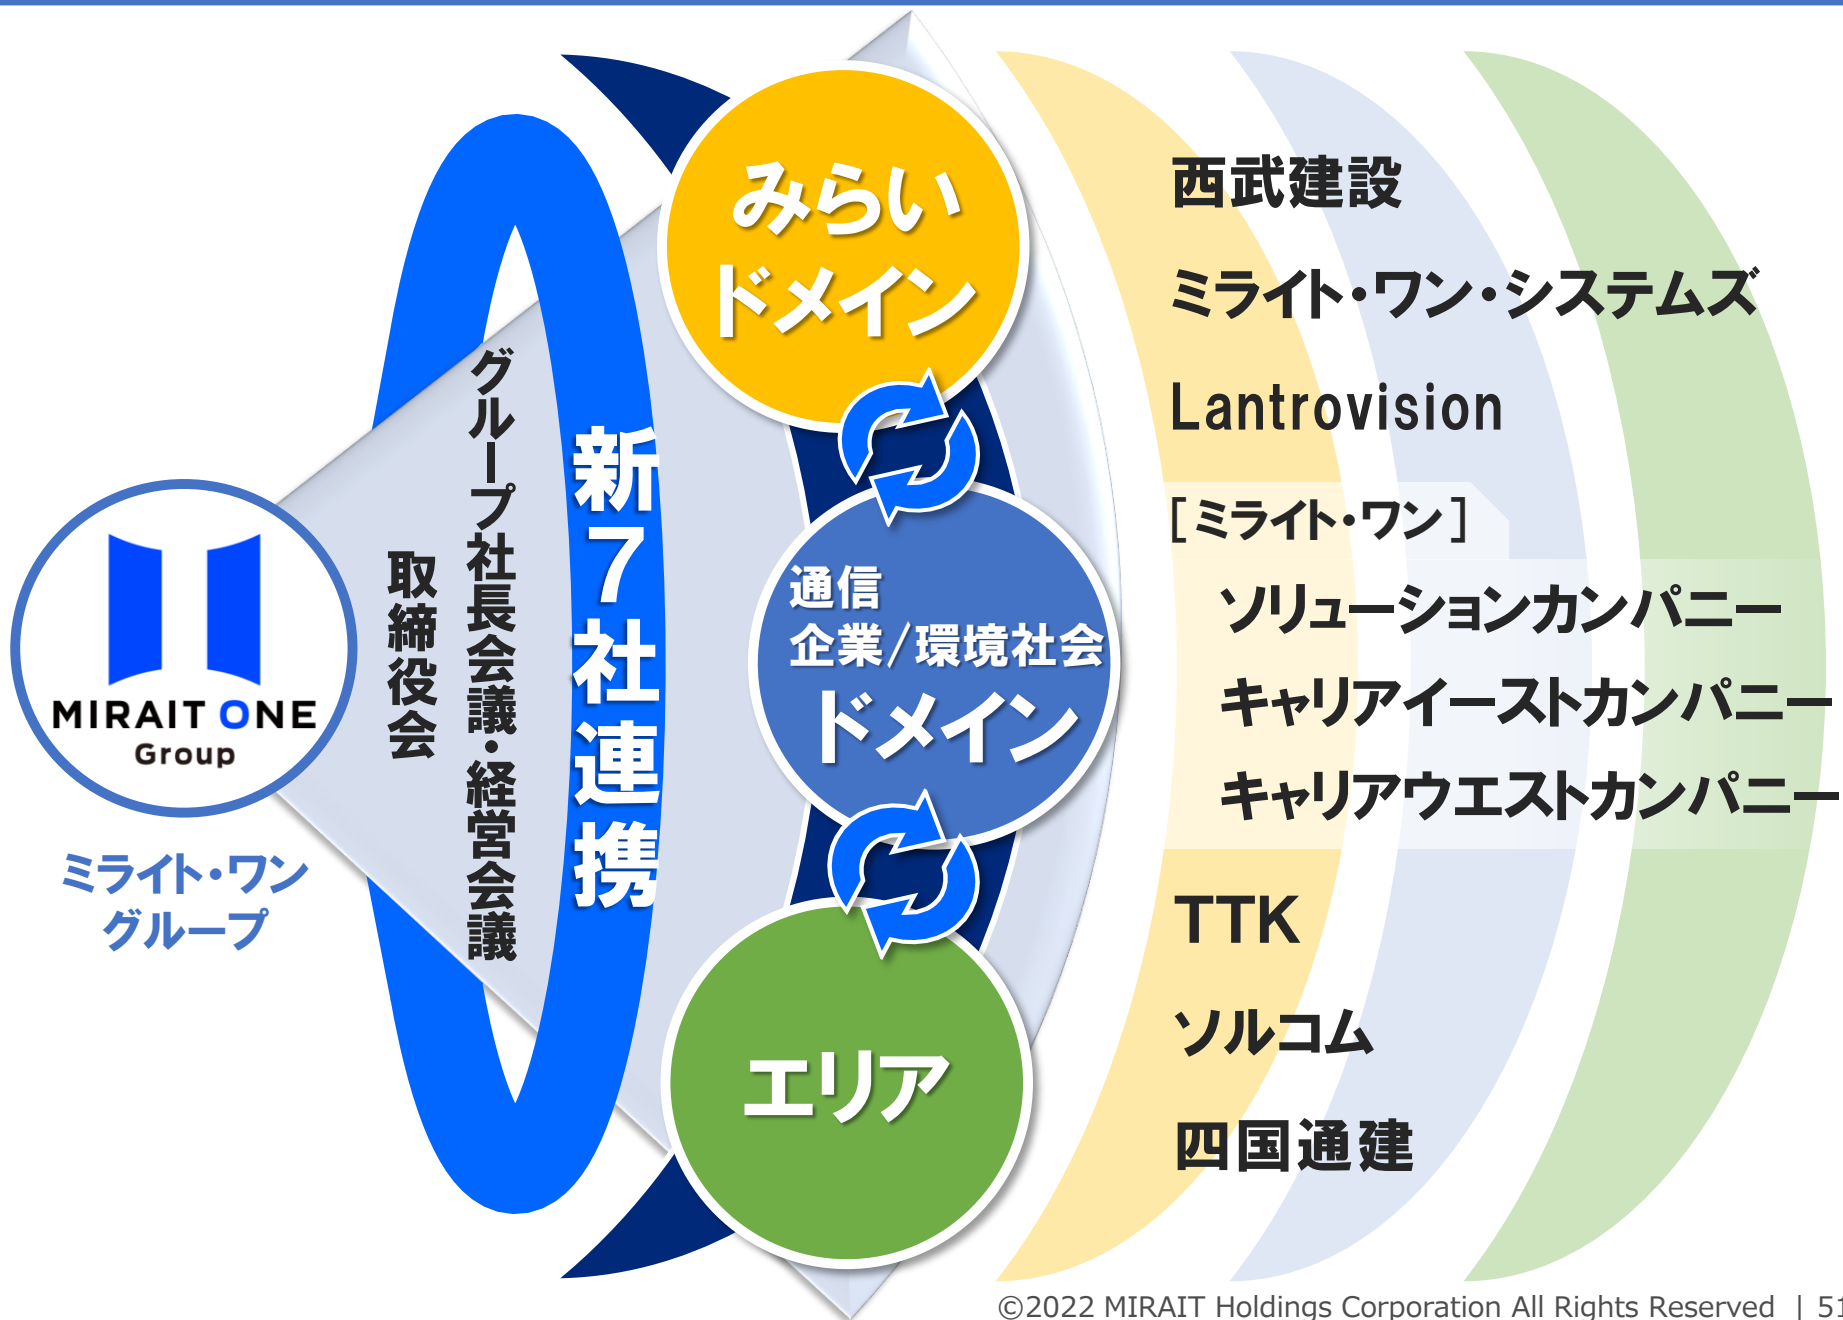 MIRAIT ONE
Group
ミライト・ワン
グループ
取締役会
グループ社長会議・経営会議
新7社連携
みらい
ドメイン
通信
企業/環境社会
ドメイン
エリア
西武建設
ミライト・ワン・システムズ
Lantrovision
[ミライト・ワン]
ソリューションカンパニー
キャリアイーストカンパニー
キャリアウエストカンパニー
TTK
ソルコム
四国通建
©2022 MIRAIT Holdings Corporation All Rights Reserved | 51